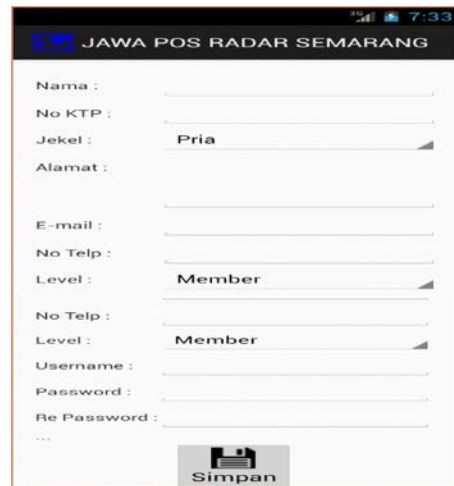 3G 7:33
JAWA POS RADAR SEMARANG
Nama :
No KTP :
Jekel : Pria
Alamat :
E-mail :
No Telp :
Level : Member
No Telp :
Level : Member
Username :
Password :
Re Password :
...
Simpan